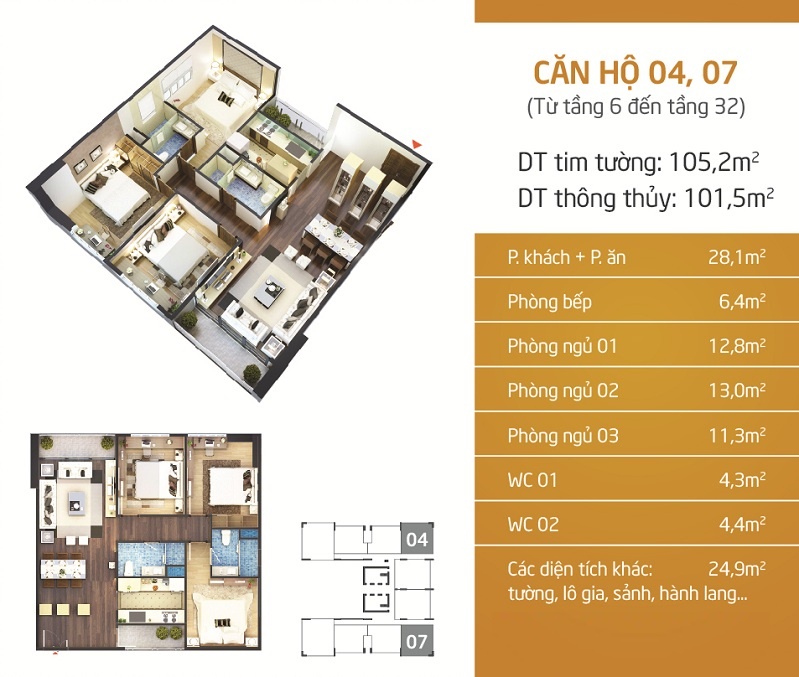 CĂN HỘ 04, 07
(Từ tầng 6 đến tầng 32)
DT tim tường: 105,2m²
DT thông thủy: 101,5m²
P. khách + P. ăn 28,1m²
Phòng bếp 6,4m²
Phòng ngủ 01 12,8m²
Phòng ngủ 02 13,0m²
Phòng ngủ 03 11,3m²
WC 01 4,3m²
WC 02 4,4m²
Các diện tích khác: 24,9m²
tường, lô gia, sảnh, hành lang...
04
07